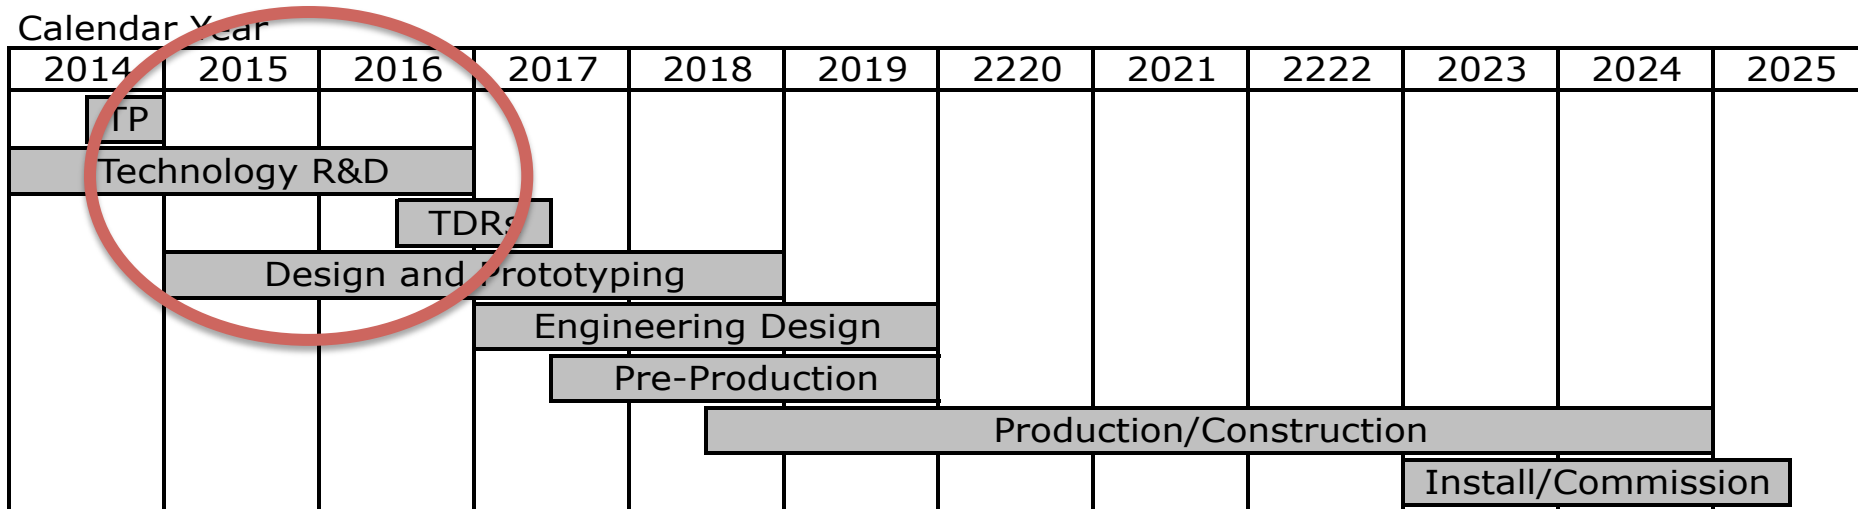 Calendar Year
2014 2015 2016 2017 2018 2019 2220 2021 2222 2023 2024 2025
TP
Technology R&D
TDRs
Design and Prototyping
Engineering Design
Pre-Production
Production/Construction
Install/Commission